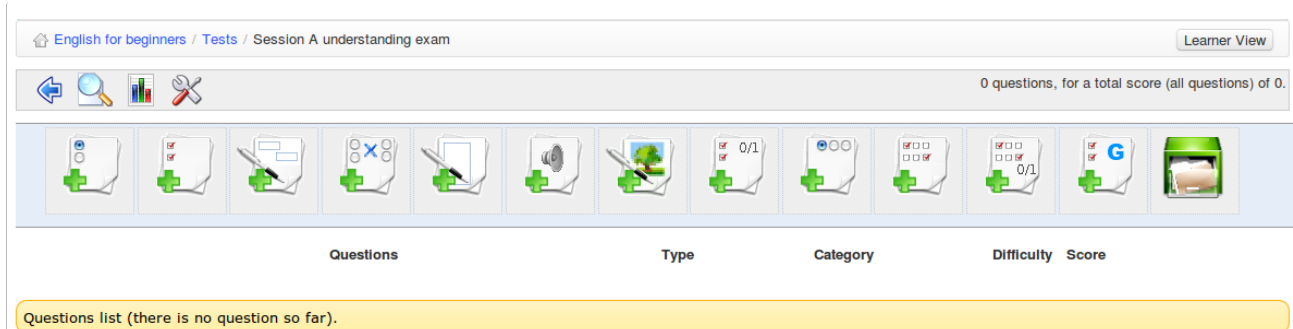 English for beginners / Tests / Session A understanding exam
Learner View
0 questions, for a total score (all questions) of 0.
0/1
0/1
G
Questions Type Category Difficulty Score
Questions list (there is no question so far).